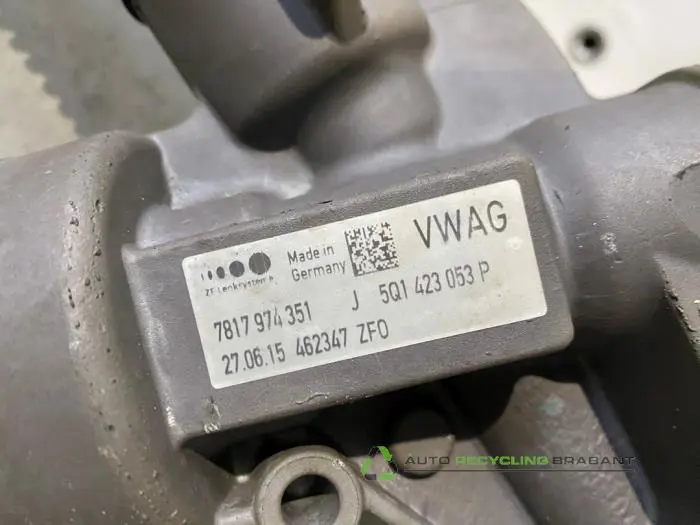 Made in
Germany
VWAG
ZF Lenksysteme
7817 974 351 J 5Q1 423 053 P
27.06.15 462347 ZFO
AUTO RECYCLING BRABANT